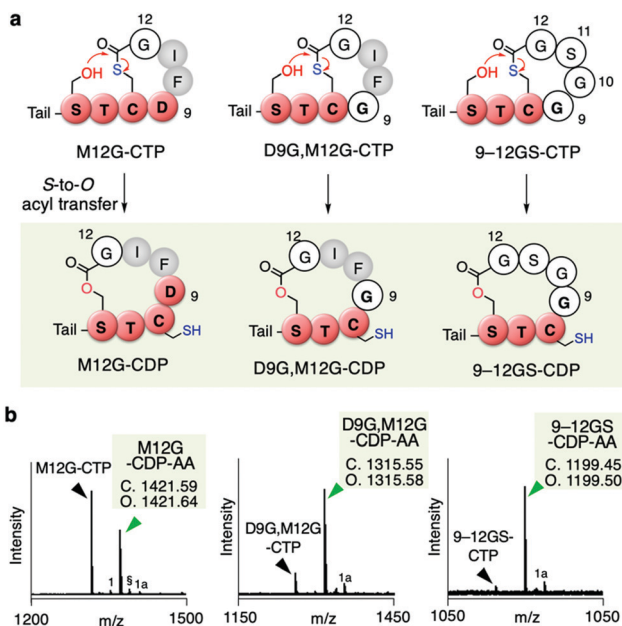 a
12
12
12
11
O
G
I
O
G
I
O
G
S
OH
S
F
OH
S
F
OH
S
G
10
Tail
S
T
C
D
9
Tail
S
T
C
G
9
Tail
S
T
C
G
9
M12G-CTP
D9G,M12G-CTP
9–12GS-CTP
S-to-O
acyl transfer
12
12
12
G
I
F
G
I
F
G
S
G
O
O
D
9
O
O
G
9
O
O
G
9
Tail
S
T
C
SH
Tail
S
T
C
SH
Tail
S
T
C
SH
M12G-CDP
D9G,M12G-CDP
9–12GS-CDP
b
M12G
-CDP-AA
C. 1421.59
O. 1421.64
M12G-CTP
1
§
1a
Intensity
1200
m/z
1500
D9G,M12G
-CDP-AA
C. 1315.55
O. 1315.58
D9G,M12G
-CTP
1a
Intensity
1150
m/z
1450
9–12GS
-CDP-AA
C. 1199.45
O. 1199.50
9–12GS-
CTP
1a
Intensity
1050
m/z
1050